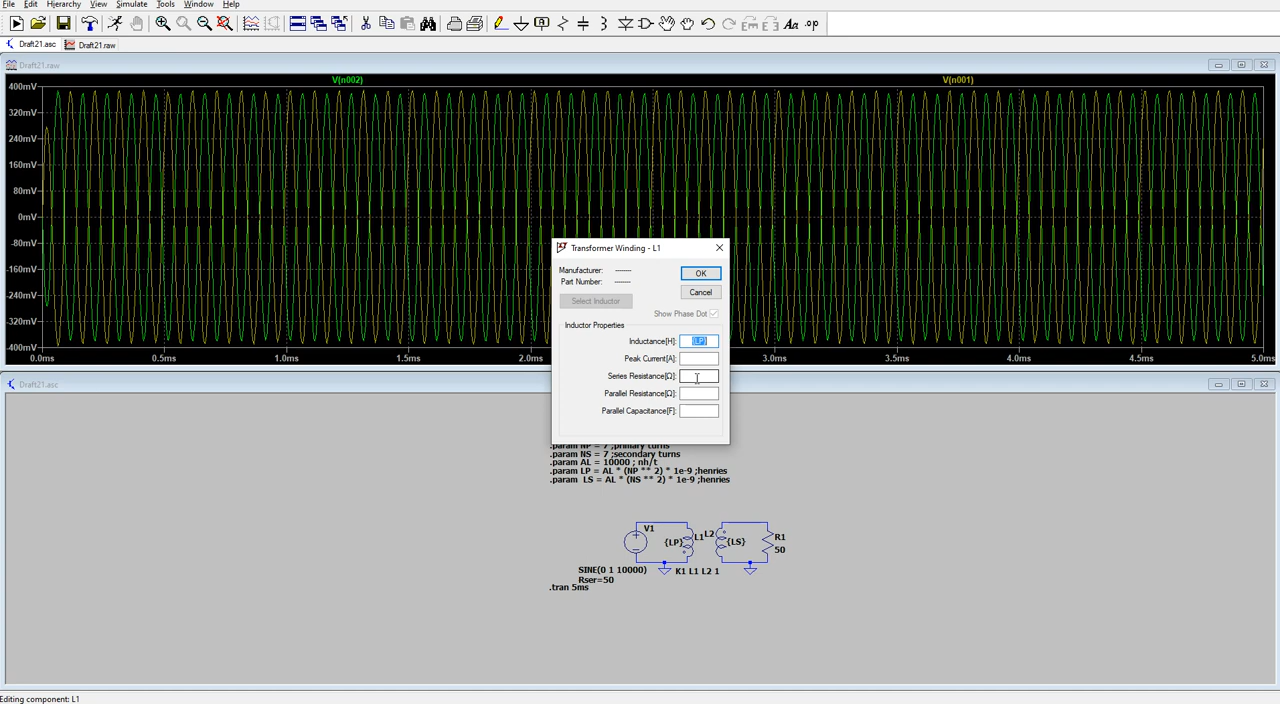 File Edit Hierarchy View Simulate Tools Window Help
Draft21.asc Draft21.raw
Draft21.raw
V(n002) V(n001)
400mV
320mV
240mV
160mV
80mV
0mV
-80mV
-160mV
-240mV
-320mV
-400mV
0.0ms 0.5ms 1.0ms 1.5ms 2.0ms 3.0ms 3.5ms 4.0ms 4.5ms 5.0ms
Transformer Winding - L1
Manufacturer: --------
OK
Part Number: --------
Cancel
Select Inductor
Show Phase Dot
Inductor Properties
Inductance[H]: {LP}
Peak Current[A]:
Series Resistance[Ω]:
Parallel Resistance[Ω]:
Parallel Capacitance[F]:
Draft21.asc
.param NP = 7 ;primary turns
.param NS = 7 ;secondary turns
.param AL = 10000 ; nh/t
.param LP = AL * (NP ** 2) * 1e-9 ;henries
.param LS = AL * (NS ** 2) * 1e-9 ;henries
V1
{LP} L1 L2 {LS}
R1
50
SINE(0 1 10000)
Rser=50
K1 L1 L2 1
.tran 5ms
Editing component: L1